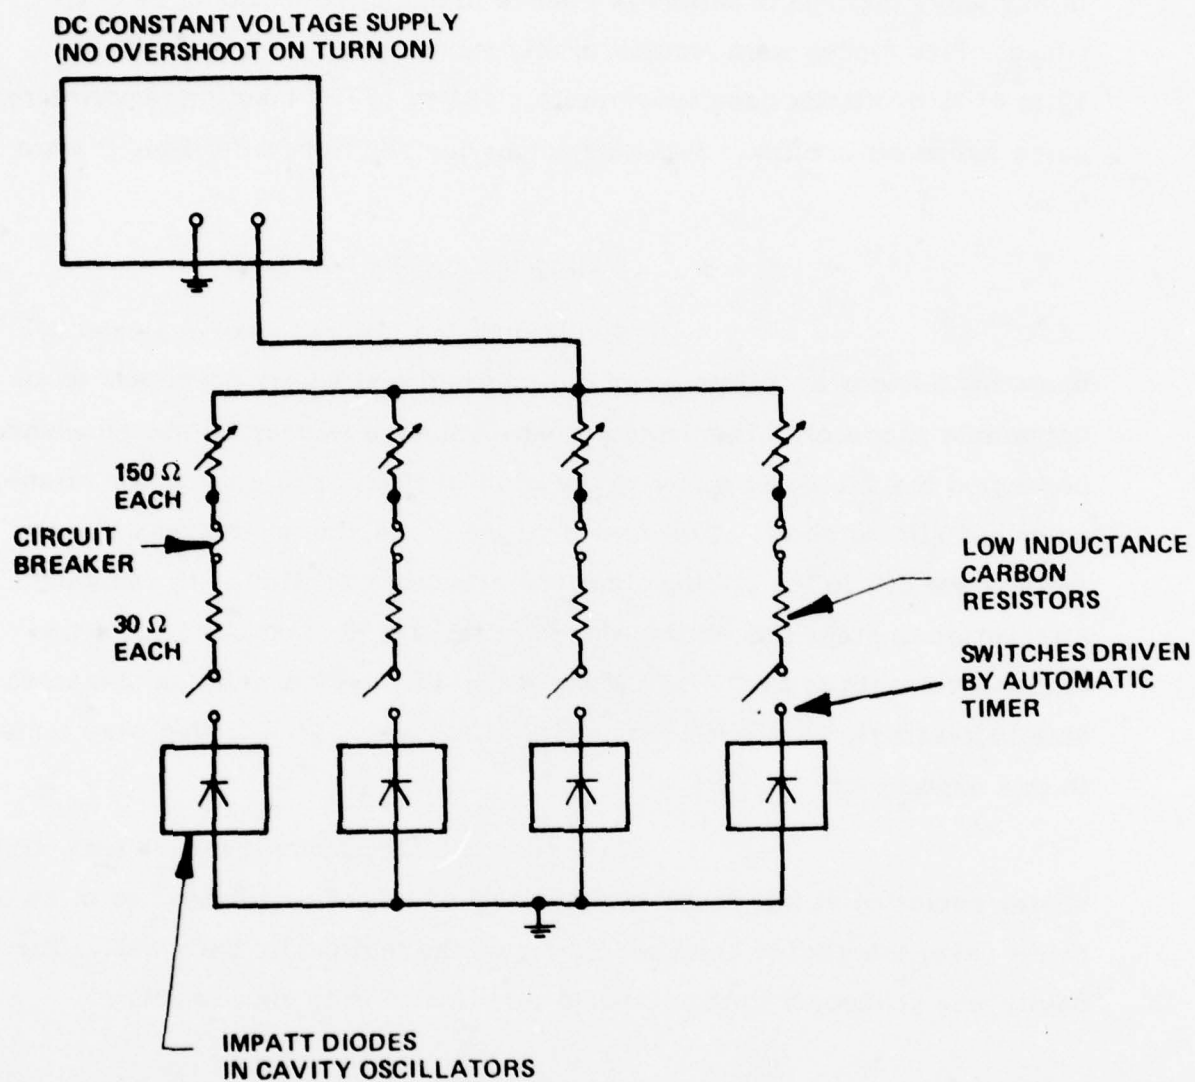 DC CONSTANT VOLTAGE SUPPLY
(NO OVERSHOOT ON TURN ON)
150 Ω
EACH
CIRCUIT
BREAKER
30 Ω
EACH
LOW INDUCTANCE
CARBON
RESISTORS
SWITCHES DRIVEN
BY AUTOMATIC
TIMER
IMPATT DIODES
IN CAVITY OSCILLATORS